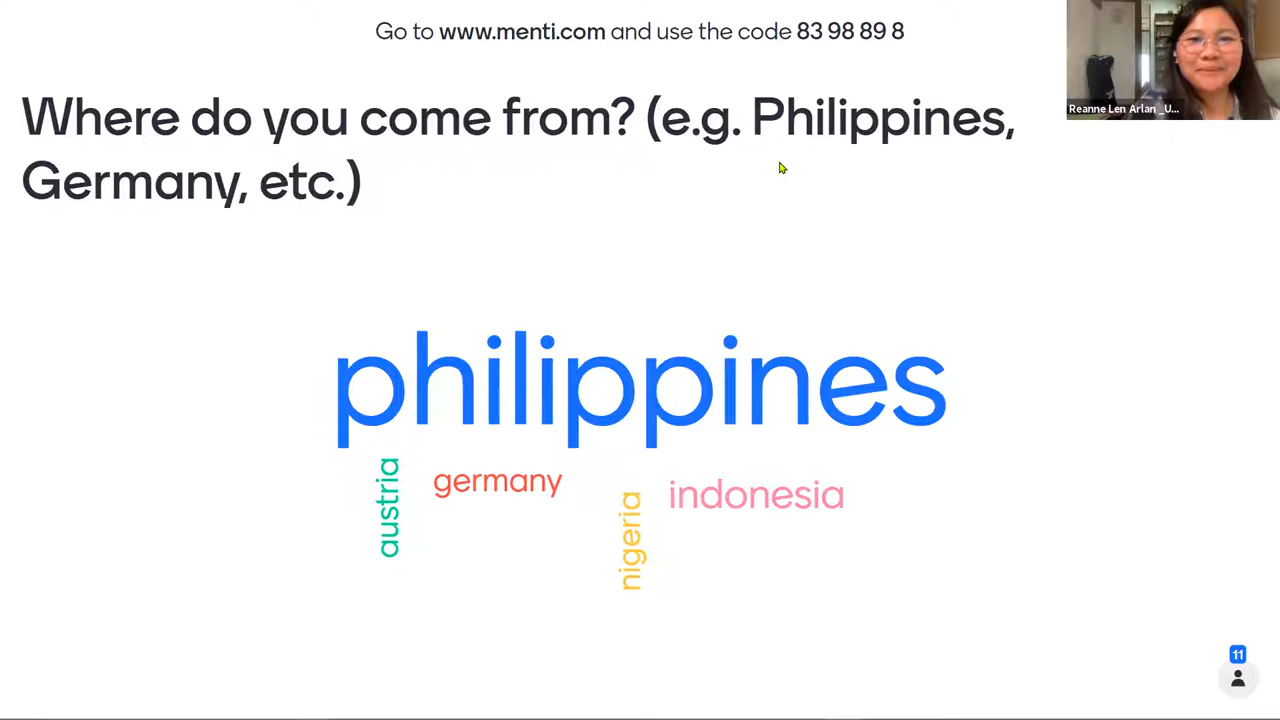 Go to www.menti.com and use the code 83 98 89 8
Where do you come from? (e.g. Philippines,
Germany, etc.)
Reanne Len Arlan _U...
philippines
austria
germany
nigeria
indonesia
11